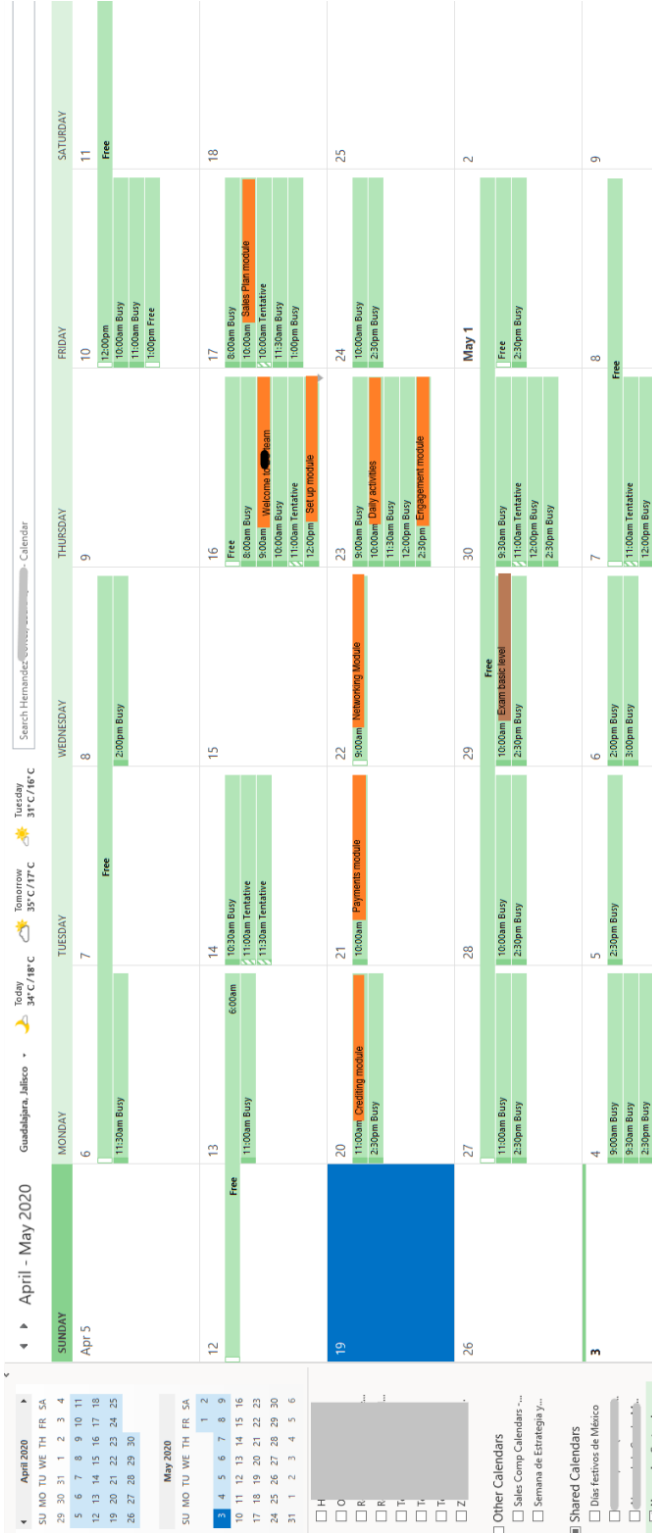 April 2020
SU MO TU WE TH FR SA
29 30 31 1 2 3 4
5 6 7 8 9 10 11
12 13 14 15 16 17 18
19 20 21 22 23 24 25
26 27 28 29 30
May 2020
SU MO TU WE TH FR SA
1 2
3 4 5 6 7 8 9
10 11 12 13 14 15 16
17 18 19 20 21 22 23
24 25 26 27 28 29 30
31 1 2 3 4 5 6
H
O
R
R
T
T
T
Z
Other Calendars
Sales Comp Calendars -...
Semana de Estrategia y...
Shared Calendars
Días festivos de México
April - May 2020
Guadalajara, Jalisco
Today
34°C/18°C
Tomorrow
35°C/17°C
Tuesday
31°C/16°C
Search Hernandez
- Calendar
SUNDAY MONDAY TUESDAY WEDNESDAY THURSDAY FRIDAY SATURDAY
Apr 5
6
Free
11:30am Busy
7
8
2:00pm Busy
9
10
12:00pm
Free
10:00am Busy
11:00am Busy
1:00pm Free
11
12
Free
6:00am
13
11:00am Busy
14
10:30am Busy
11:00am Tentative
11:30am Tentative
15
16
Free
8:00am Busy
9:00am Welcome to team
10:00am Busy
11:00am Tentative
12:00pm Set up module
17
8:00am Busy
10:00am Sales Plan module
10:00am Tentative
11:30am Busy
1:00pm Busy
18
19
20
11:00am Crediting module
2:30pm Busy
21
10:00am Payments module
22
9:00am Networking Module
23
9:00am Busy
10:00am Daily activities
11:30am Busy
12:00pm Busy
2:30pm Engagement module
24
10:00am Busy
2:30pm Busy
25
26
27
Free
11:00am Busy
2:30pm Busy
28
10:00am Busy
2:30pm Busy
29
10:00am Exam basic level
2:30pm Busy
30
9:30am Busy
11:00am Tentative
12:00pm Busy
2:30pm Busy
May 1
Free
2:30pm Busy
2
3
4
9:00am Busy
9:30am Busy
2:30pm Busy
5
2:30pm Busy
6
2:00pm Busy
3:00pm Busy
7
Free
11:00am Tentative
12:00pm Busy
8
9